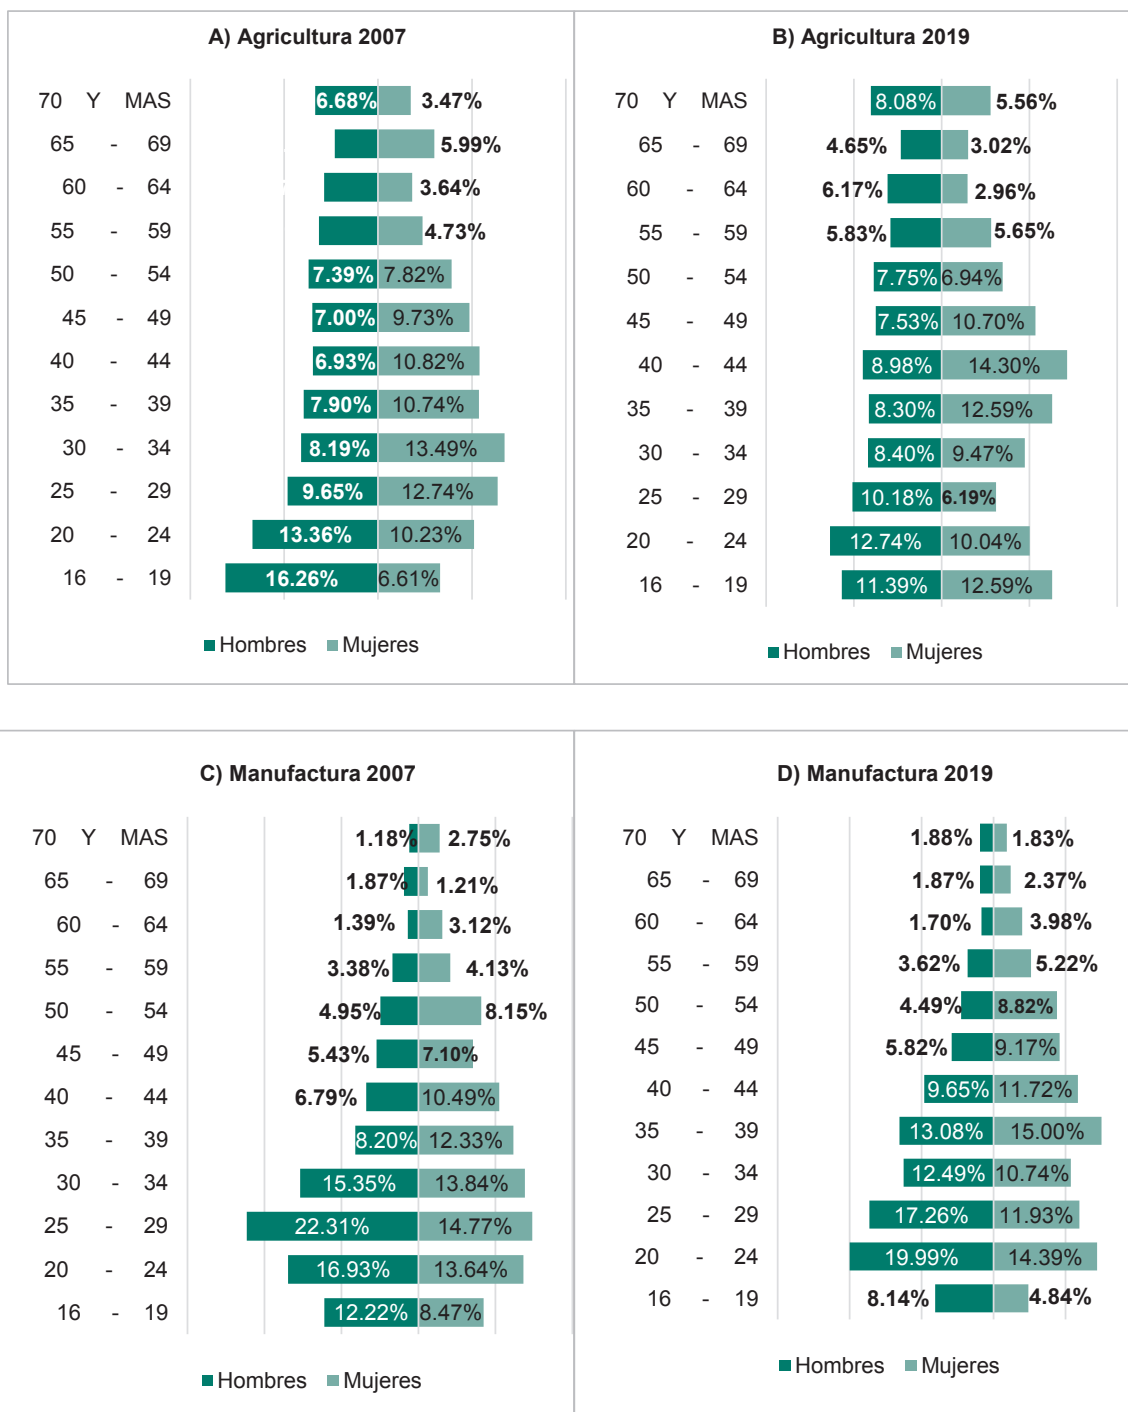 A) Agricultura 2007
70 Y MAS 6.68% 3.47%
65 - 69 5.99%
60 - 64 3.64%
55 - 59 4.73%
50 - 54 7.39% 7.82%
45 - 49 7.00% 9.73%
40 - 44 6.93% 10.82%
35 - 39 7.90% 10.74%
30 - 34 8.19% 13.49%
25 - 29 9.65% 12.74%
20 - 24 13.36% 10.23%
16 - 19 16.26% 6.61%
Hombres Mujeres
B) Agricultura 2019
70 Y MAS 8.08% 5.56%
65 - 69 4.65% 3.02%
60 - 64 6.17% 2.96%
55 - 59 5.83% 5.65%
50 - 54 7.75% 6.94%
45 - 49 7.53% 10.70%
40 - 44 8.98% 14.30%
35 - 39 8.30% 12.59%
30 - 34 8.40% 9.47%
25 - 29 10.18% 6.19%
20 - 24 12.74% 10.04%
16 - 19 11.39% 12.59%
Hombres Mujeres
C) Manufactura 2007
70 Y MAS 1.18% 2.75%
65 - 69 1.87% 1.21%
60 - 64 1.39% 3.12%
55 - 59 3.38% 4.13%
50 - 54 4.95% 8.15%
45 - 49 5.43% 7.10%
40 - 44 6.79% 10.49%
35 - 39 8.20% 12.33%
30 - 34 15.35% 13.84%
25 - 29 22.31% 14.77%
20 - 24 16.93% 13.64%
16 - 19 12.22% 8.47%
Hombres Mujeres
D) Manufactura 2019
70 Y MAS 1.88% 1.83%
65 - 69 1.87% 2.37%
60 - 64 1.70% 3.98%
55 - 59 3.62% 5.22%
50 - 54 4.49% 8.82%
45 - 49 5.82% 9.17%
40 - 44 9.65% 11.72%
35 - 39 13.08% 15.00%
30 - 34 12.49% 10.74%
25 - 29 17.26% 11.93%
20 - 24 19.99% 14.39%
16 - 19 8.14% 4.84%
Hombres Mujeres